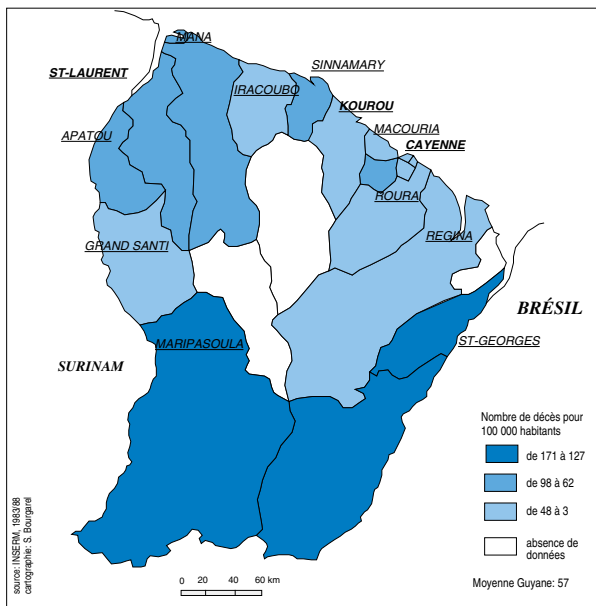 MANA
SINNAMARY
ST-LAURENT
IRACOUBO
KOUROU
MACOURIA
APATOU
CAYENNE
ROURA
REGINA
GRAND SANTI
BRÉSIL
ST-GEORGES
MARIPASOULA
SURINAM
Nombre de décès pour
100 000 habitants
de 171 à 127
de 98 à 62
de 48 à 3
absence de
données
Moyenne Guyane: 57
0 20 40 60 km
source: INSERM, 1983/88
cartographie: S. Bourgarel